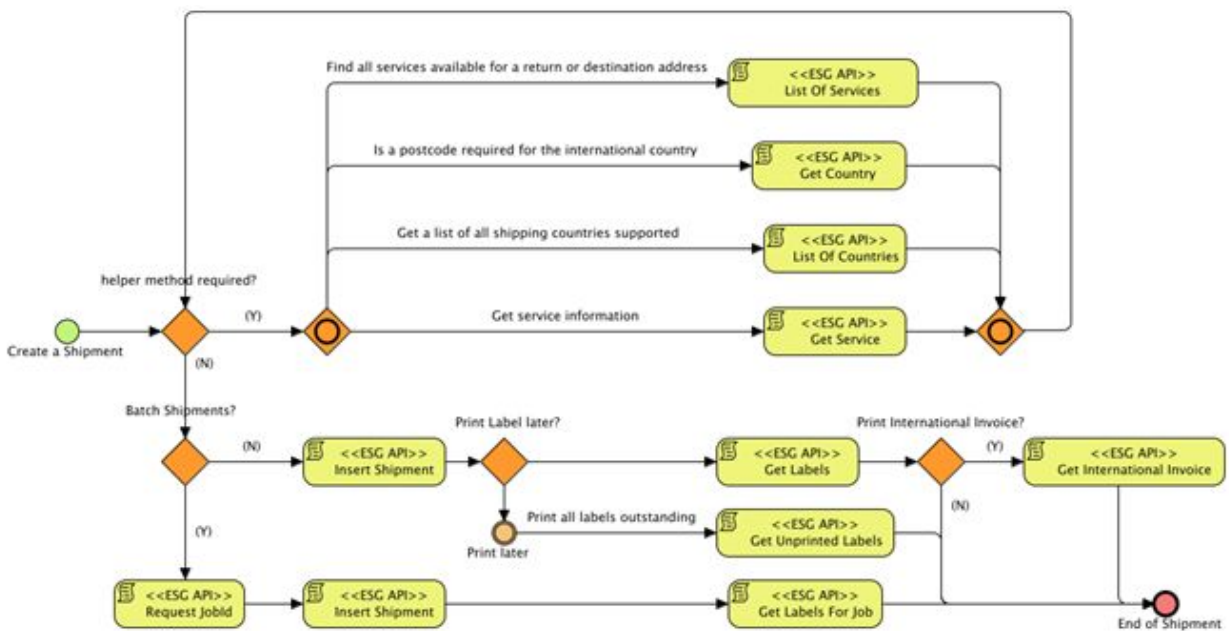 Find all services available for a return or destination address
<<ESG API>>
List Of Services
Is a postcode required for the international country
<<ESG API>>
Get Country
Get a list of all shipping countries supported
<<ESG API>>
List Of Countries
helper method required?
(Y)
Get service information
<<ESG API>>
Get Service
Create a Shipment
(N)
Batch Shipments?
Print Label later?
Print International Invoice?
(N)
<<ESG API>>
Insert Shipment
<<ESG API>>
Get Labels
(Y)
<<ESG API>>
Get International Invoice
(N)
(Y)
Print all labels outstanding
<<ESG API>>
Get Unprinted Labels
Print later
<<ESG API>>
Request JobId
<<ESG API>>
Insert Shipment
<<ESG API>>
Get Labels For Job
End of Shipment